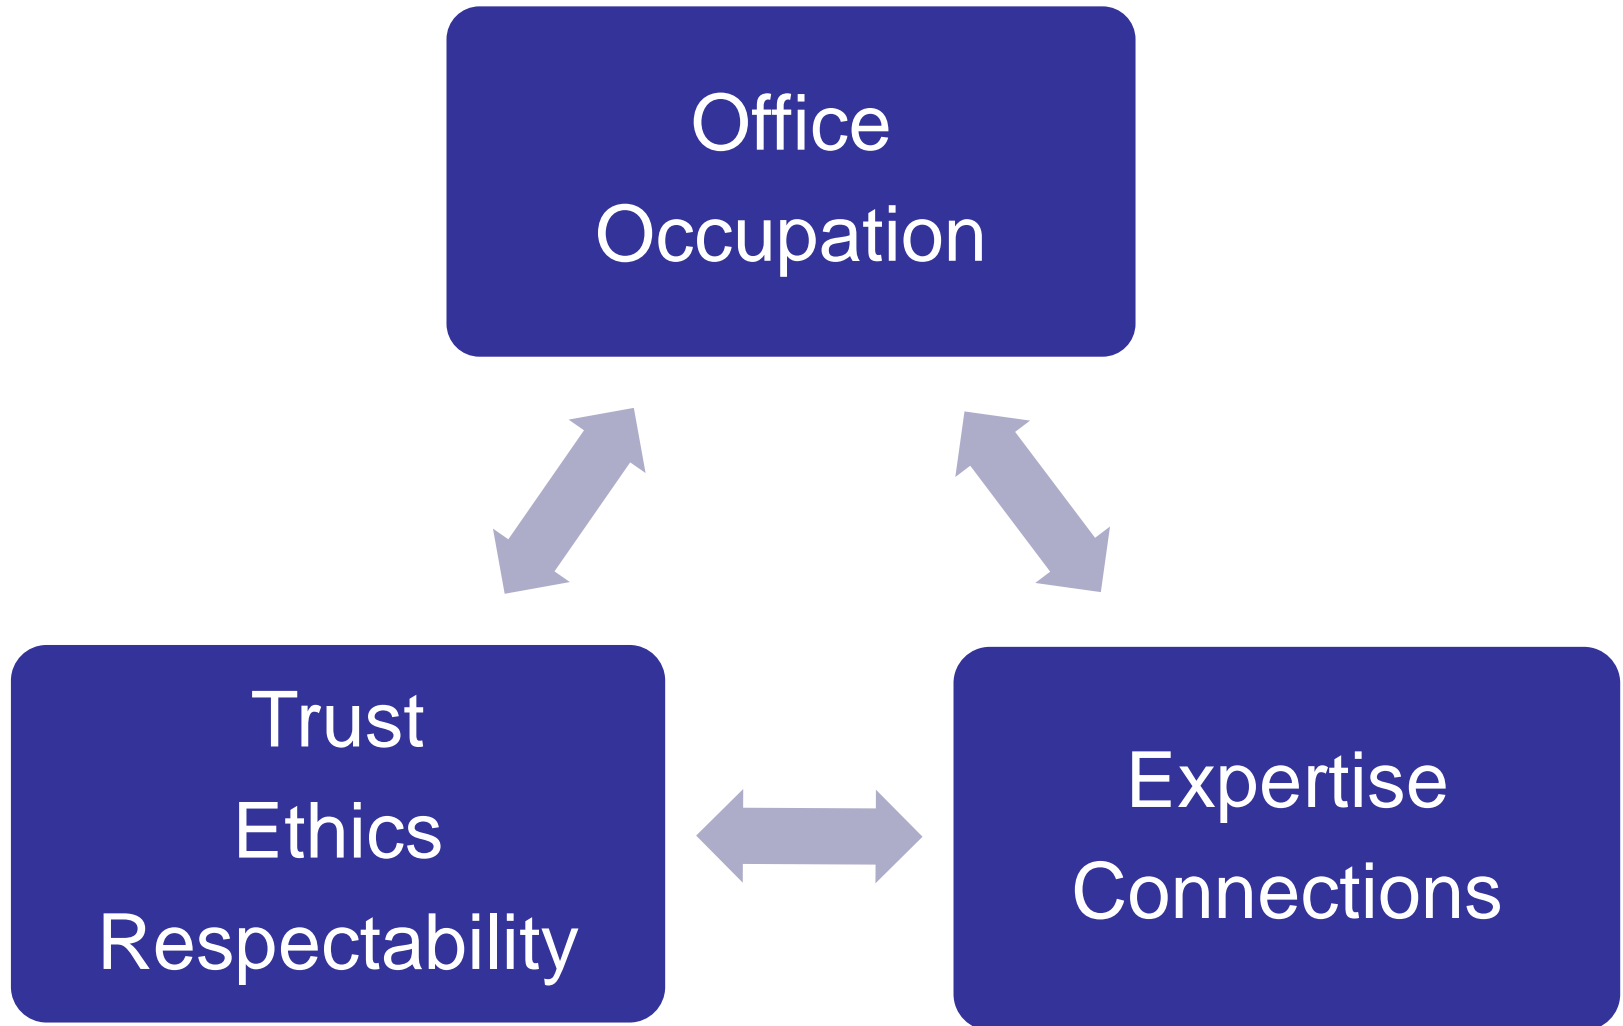 Office
Occupation
Trust
Ethics
Respectability
Expertise
Connections